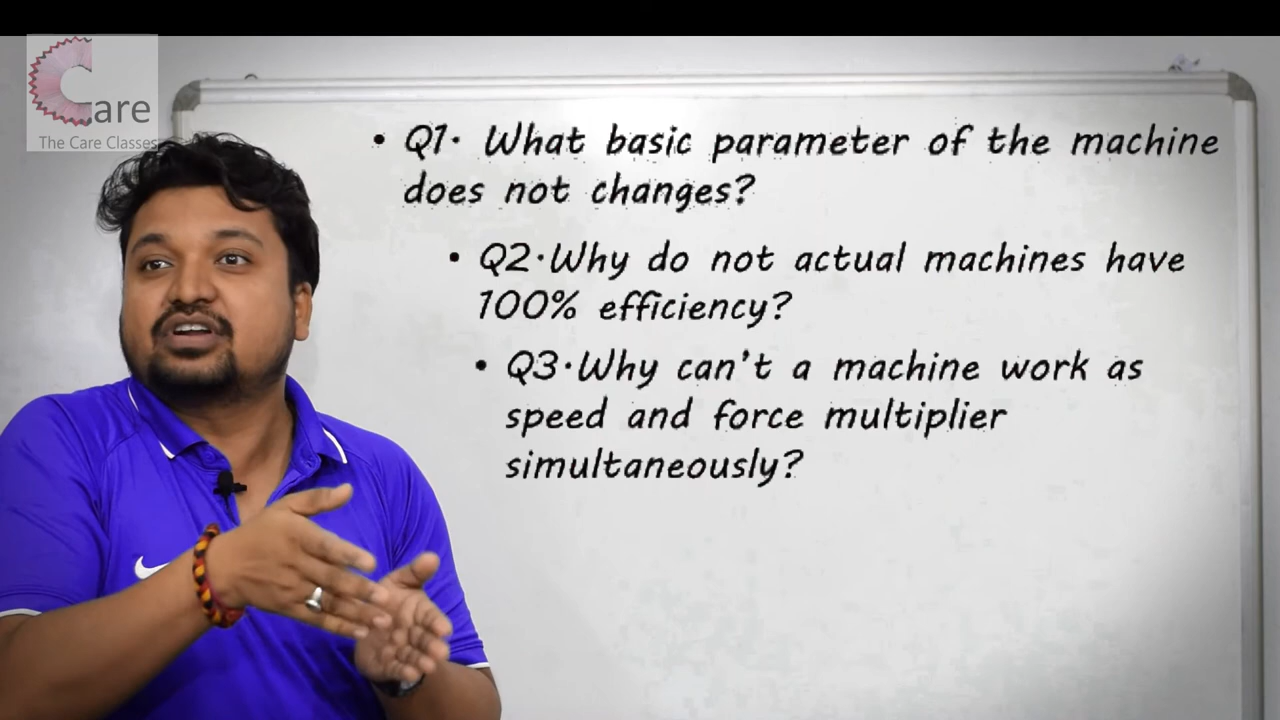 Care
The Care Classes
• Q1· What basic parameter of the machine
does not changes?
• Q2·Why do not actual machines have
100% efficiency?
• Q3·Why can't a machine work as
speed and force multiplier
simultaneously?